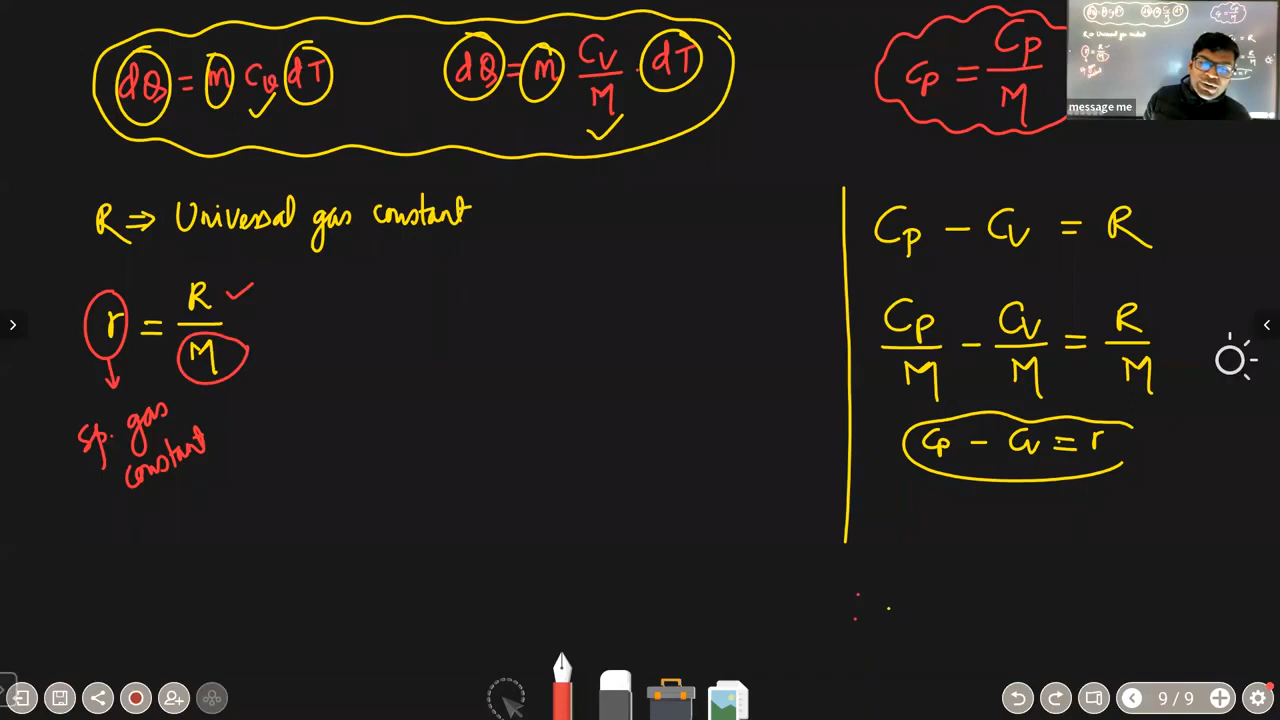 dQ = m cv dT
dQ = m Cv/M . dT
cp = Cp/M
message me
R ⇒ Universal gas constant
r = R/M
sp. gas
constant
Cp − Cv = R
Cp/M − Cv/M = R/M
cp − cv = r
9/9